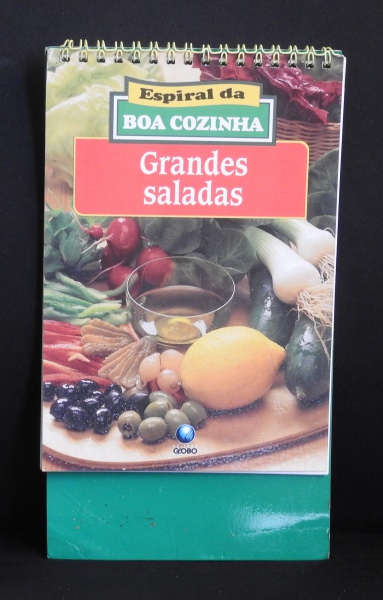 Espiral da
BOA COZINHA
Grandes
saladas
GLOBO